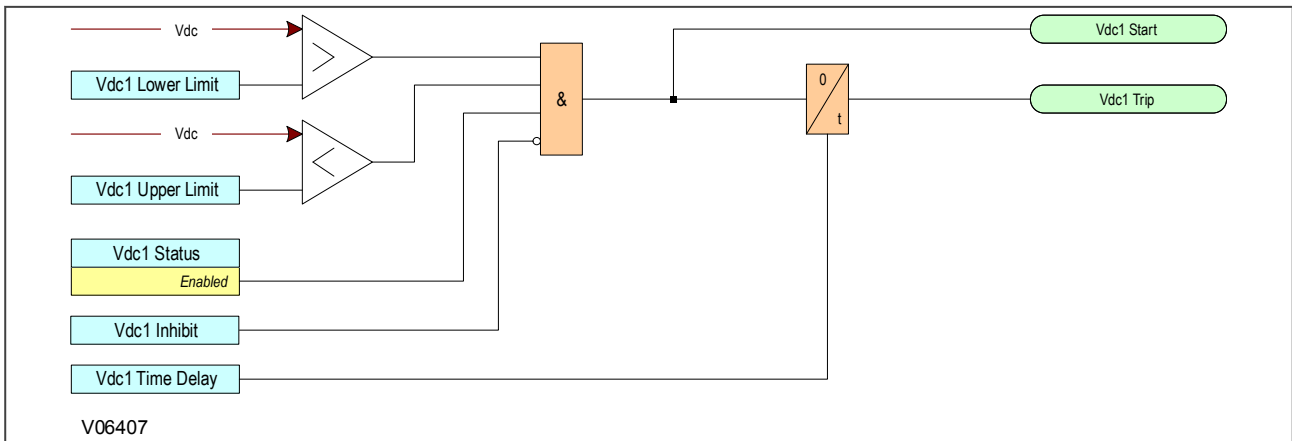 Vdc
Vdc1 Start
>
Vdc1 Lower Limit
&
0
t
Vdc1 Trip
Vdc
<
Vdc1 Upper Limit
Vdc1 Status
Enabled
Vdc1 Inhibit
Vdc1 Time Delay
V06407